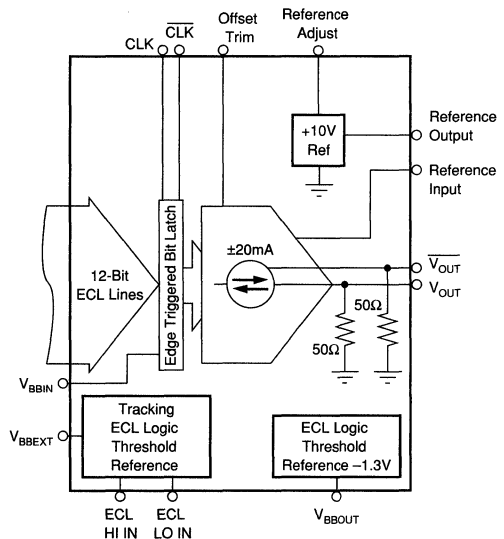 CLK
CLK
Offset
Trim
Reference
Adjust
+10V
Ref
Reference
Output
Reference
Input
12-Bit
ECL Lines
Edge Triggered Bit Latch
±20mA
VOUT
VOUT
50Ω
50Ω
VBBIN
VBBEXT
Tracking
ECL Logic
Threshold
Reference
ECL Logic
Threshold
Reference –1.3V
ECL
HI IN
ECL
LO IN
VBBOUT